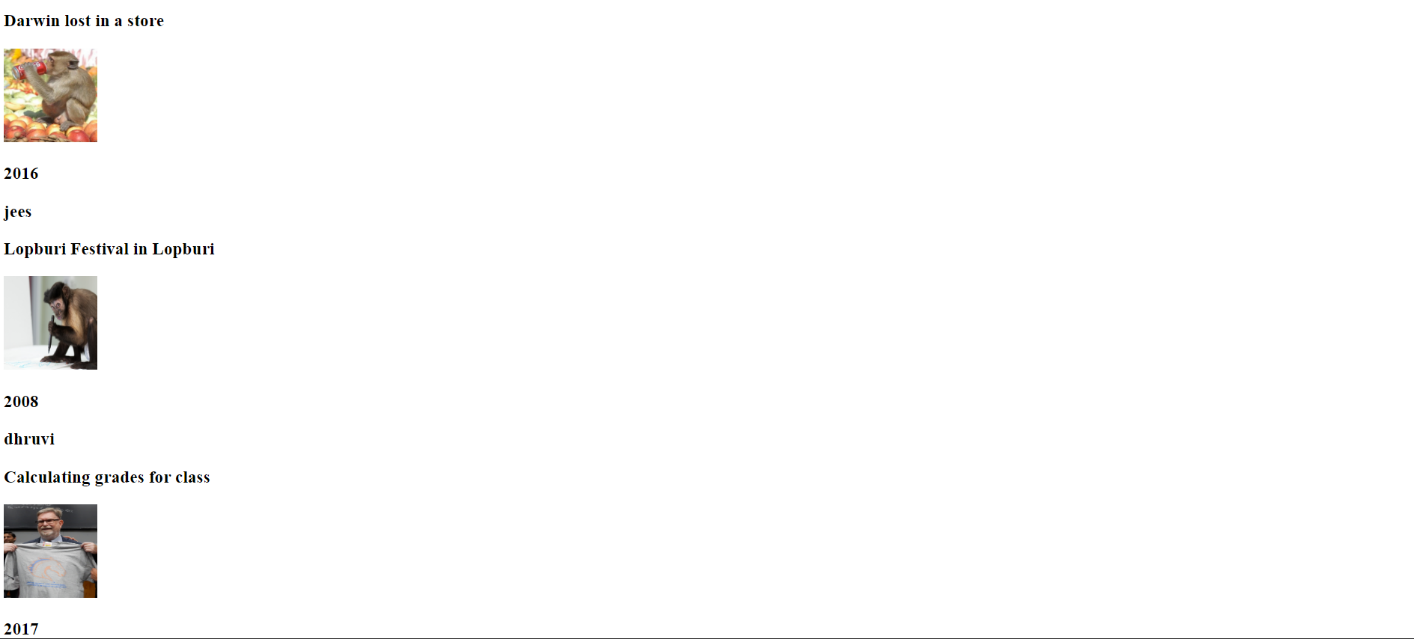 Darwin lost in a store
2016
jees
Lopburi Festival in Lopburi
2008
dhruvi
Calculating grades for class
2017